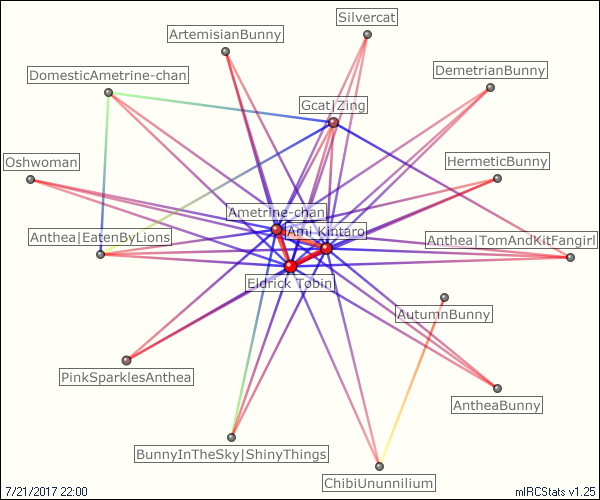 Silvercat
ArtemisianBunny
DomesticAmetrine-chan
DemetrianBunny
Gcat|Zing
Oshwoman
HermeticBunny
Ametrine-chan
Ami Kintaro
Anthea|EatenByLions
Anthea|TomAndKitFangirl
Eldrick Tobin
AutumnBunny
PinkSparklesAnthea
AntheaBunny
BunnyInTheSky|ShinyThings
ChibiUnunnilium
7/21/2017 22:00
mIRCStats v1.25